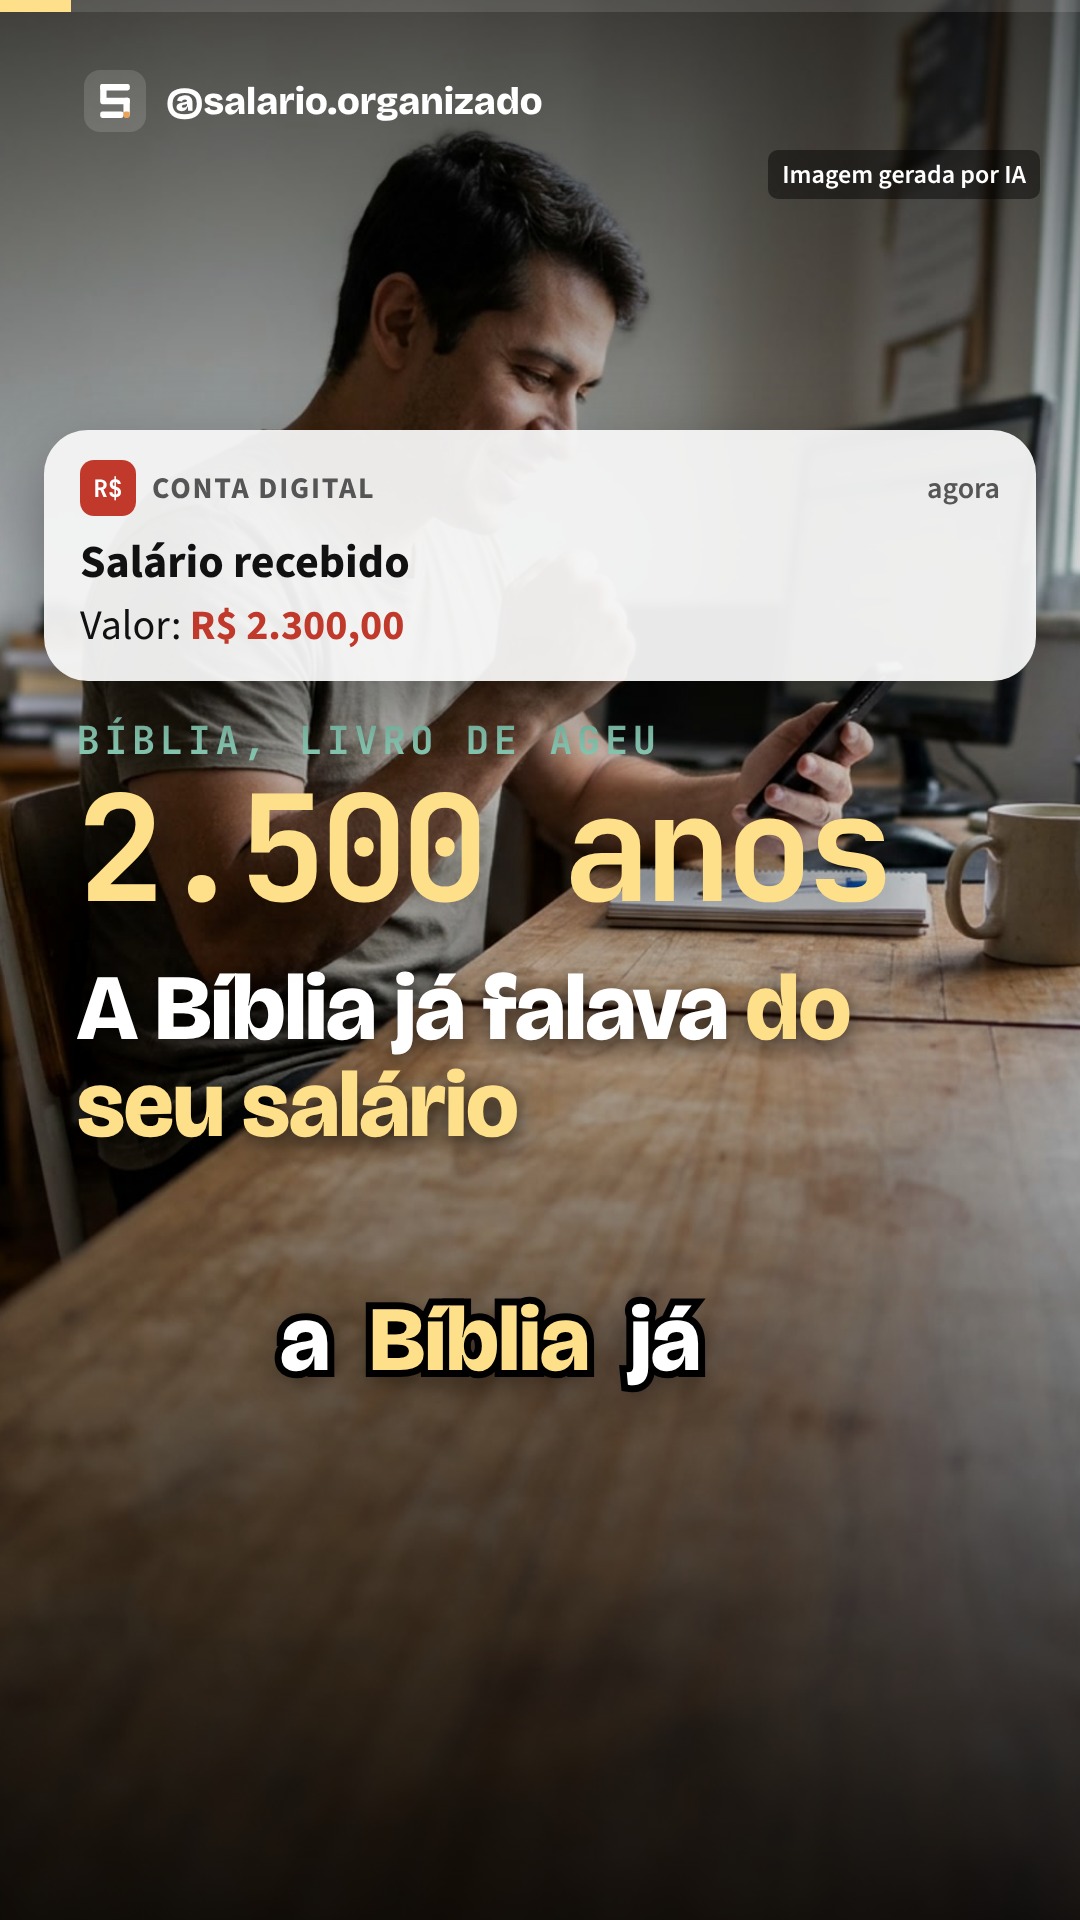 @salario.organizado
Imagem gerada por IA
R$ CONTA DIGITAL agora
Salário recebido
Valor: R$ 2.300,00
BÍBLIA, LIVRO DE AGEU
2.500 anos
A Bíblia já falava do
seu salário
a Bíblia já